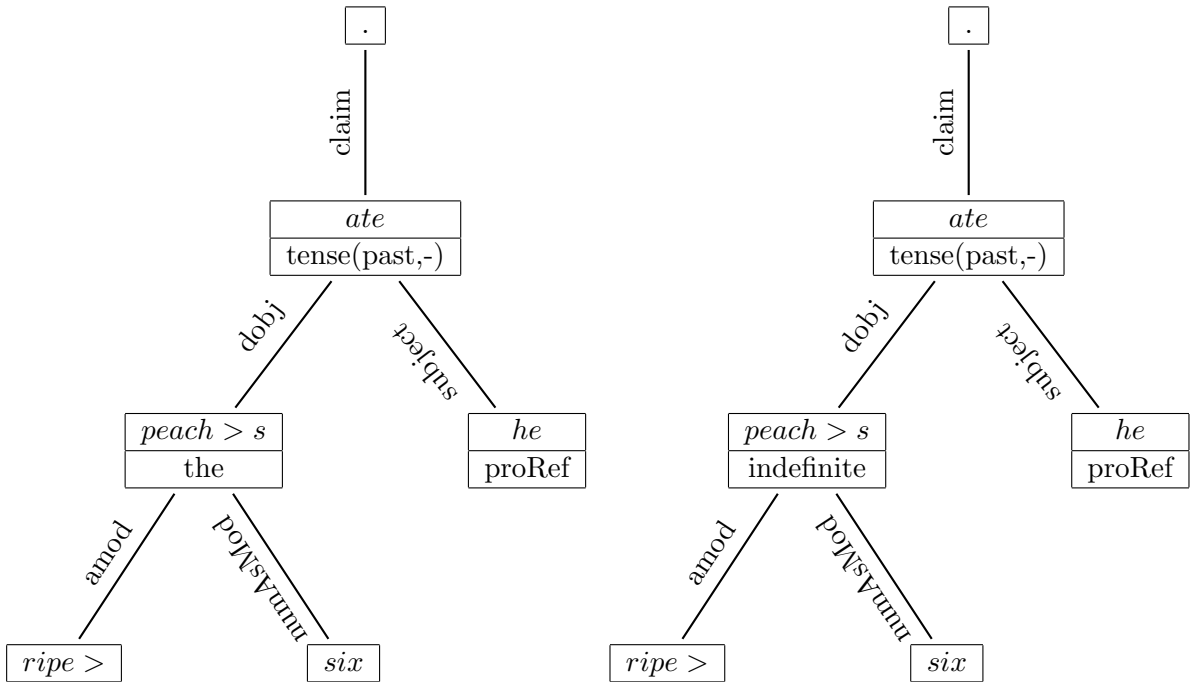 . .
claim claim
ate ate
tense(past,-) tense(past,-)
dobj subject dobj subject
peach > s he peach > s he
the proRef indefinite proRef
amod numAsMod amod numAsMod
ripe > six ripe > six